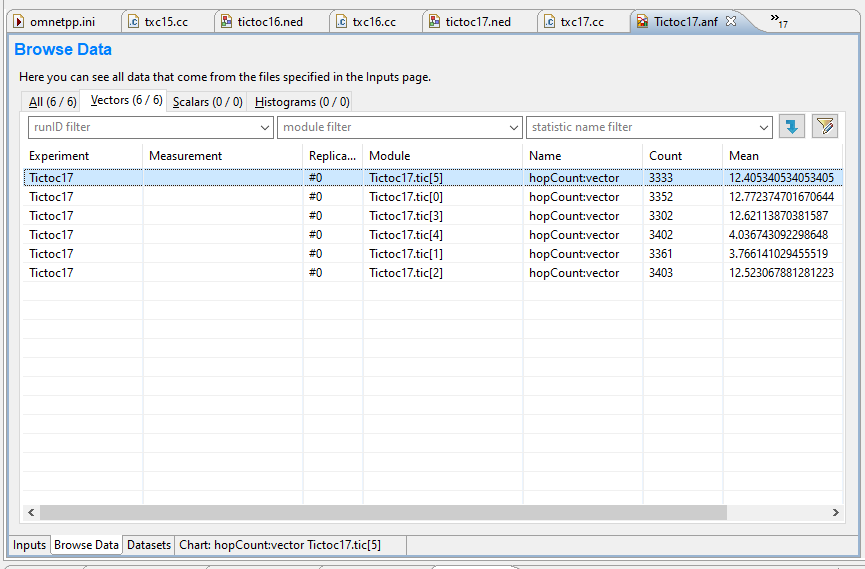 omnetpp.ini txc15.cc tictoc16.ned txc16.cc tictoc17.ned txc17.cc Tictoc17.anf »17
Browse Data
Here you can see all data that come from the files specified in the Inputs page.
All (6 / 6) Vectors (6 / 6) Scalars (0 / 0) Histograms (0 / 0)
runID filter module filter statistic name filter
Experiment Measurement Replica... Module Name Count Mean
Tictoc17 #0 Tictoc17.tic[5] hopCount:vector 3333 12.405340534053405
Tictoc17 #0 Tictoc17.tic[0] hopCount:vector 3352 12.772374701670644
Tictoc17 #0 Tictoc17.tic[3] hopCount:vector 3302 12.62113870381587
Tictoc17 #0 Tictoc17.tic[4] hopCount:vector 3402 4.036743092298648
Tictoc17 #0 Tictoc17.tic[1] hopCount:vector 3361 3.766141029455519
Tictoc17 #0 Tictoc17.tic[2] hopCount:vector 3403 12.523067881281223
Inputs Browse Data Datasets Chart: hopCount:vector Tictoc17.tic[5]